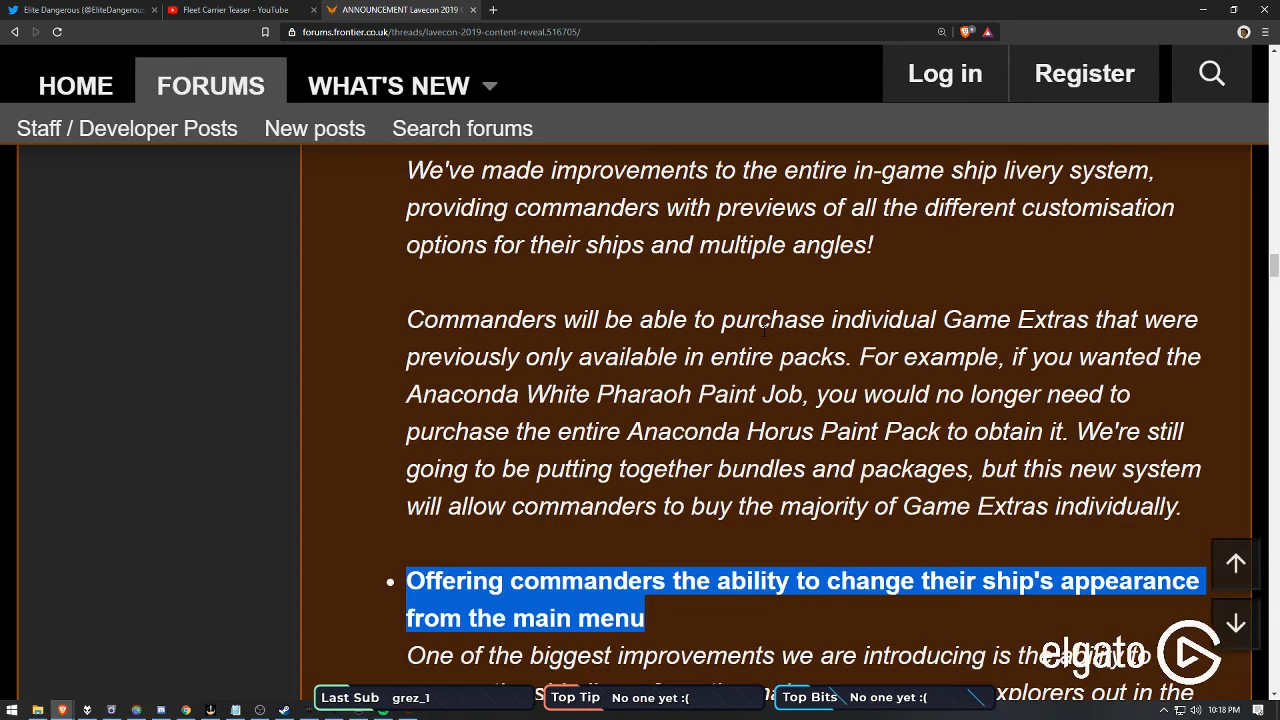 Elite Dangerous (@EliteDangerous
Fleet Carrier Teaser - YouTube
ANNOUNCEMENT Lavecon 2019
forums.frontier.co.uk/threads/lavecon-2019-content-reveal.516705/
HOME FORUMS WHAT'S NEW Log in Register
Staff / Developer Posts New posts Search forums
We've made improvements to the entire in-game ship livery system,
providing commanders with previews of all the different customisation
options for their ships and multiple angles!
Commanders will be able to purchase individual Game Extras that were
previously only available in entire packs. For example, if you wanted the
Anaconda White Pharaoh Paint Job, you would no longer need to
purchase the entire Anaconda Horus Paint Pack to obtain it. We're still
going to be putting together bundles and packages, but this new system
will allow commanders to buy the majority of Game Extras individually.
• Offering commanders the ability to change their ship's appearance
from the main menu
One of the biggest improvements we are introducing is the ability to
explorers out in the
elgato
Last Sub grez_1 Top Tip No one yet :( Top Bits No one yet :(
10:18 PM